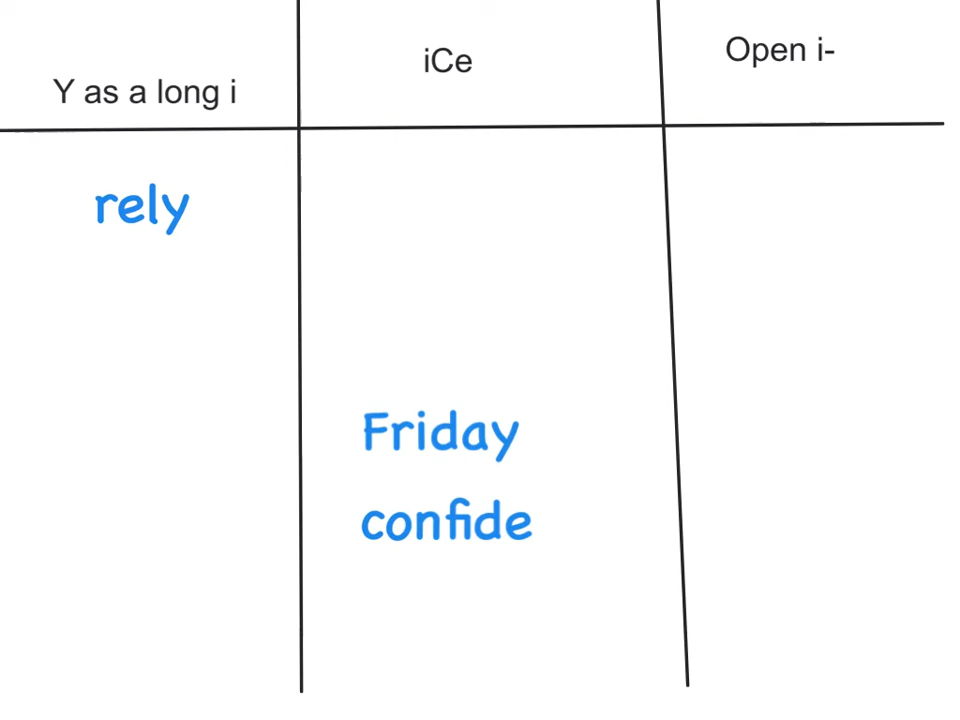 Y as a long i
iCe
Open i-
rely
Friday
confide